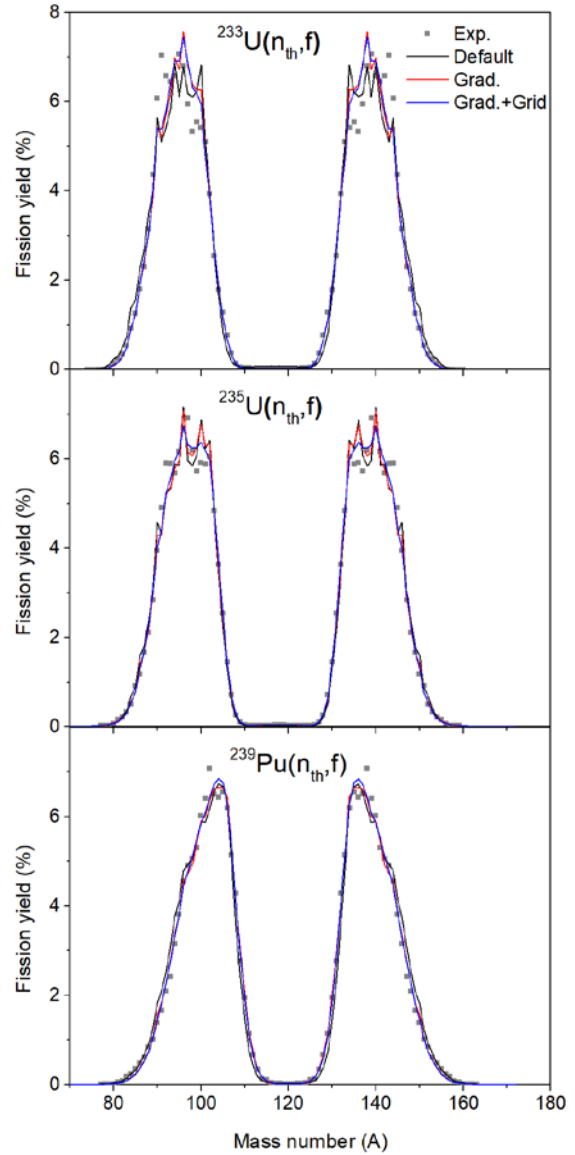 8
6
4
2
0
Fission yield (%)
²³³U(nth,f)
Exp.
Default
Grad.
Grad.+Grid
6
4
2
0
Fission yield (%)
²³⁵U(nth,f)
6
4
2
0
Fission yield (%)
²³⁹Pu(nth,f)
80 100 120 140 160 180
Mass number (A)